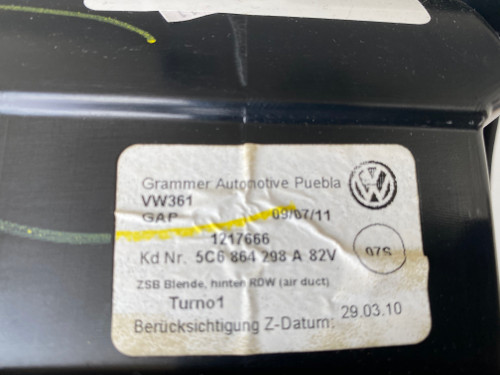 Grammer Automotive Puebla
VW361
GAP 09/07/11
1217666
Kd Nr. 5C6 864 298 A 82V
07S
ZSB Blende, hinten RDW (air duct)
Turno1
Berücksichtigung Z-Datum: 29.03.10